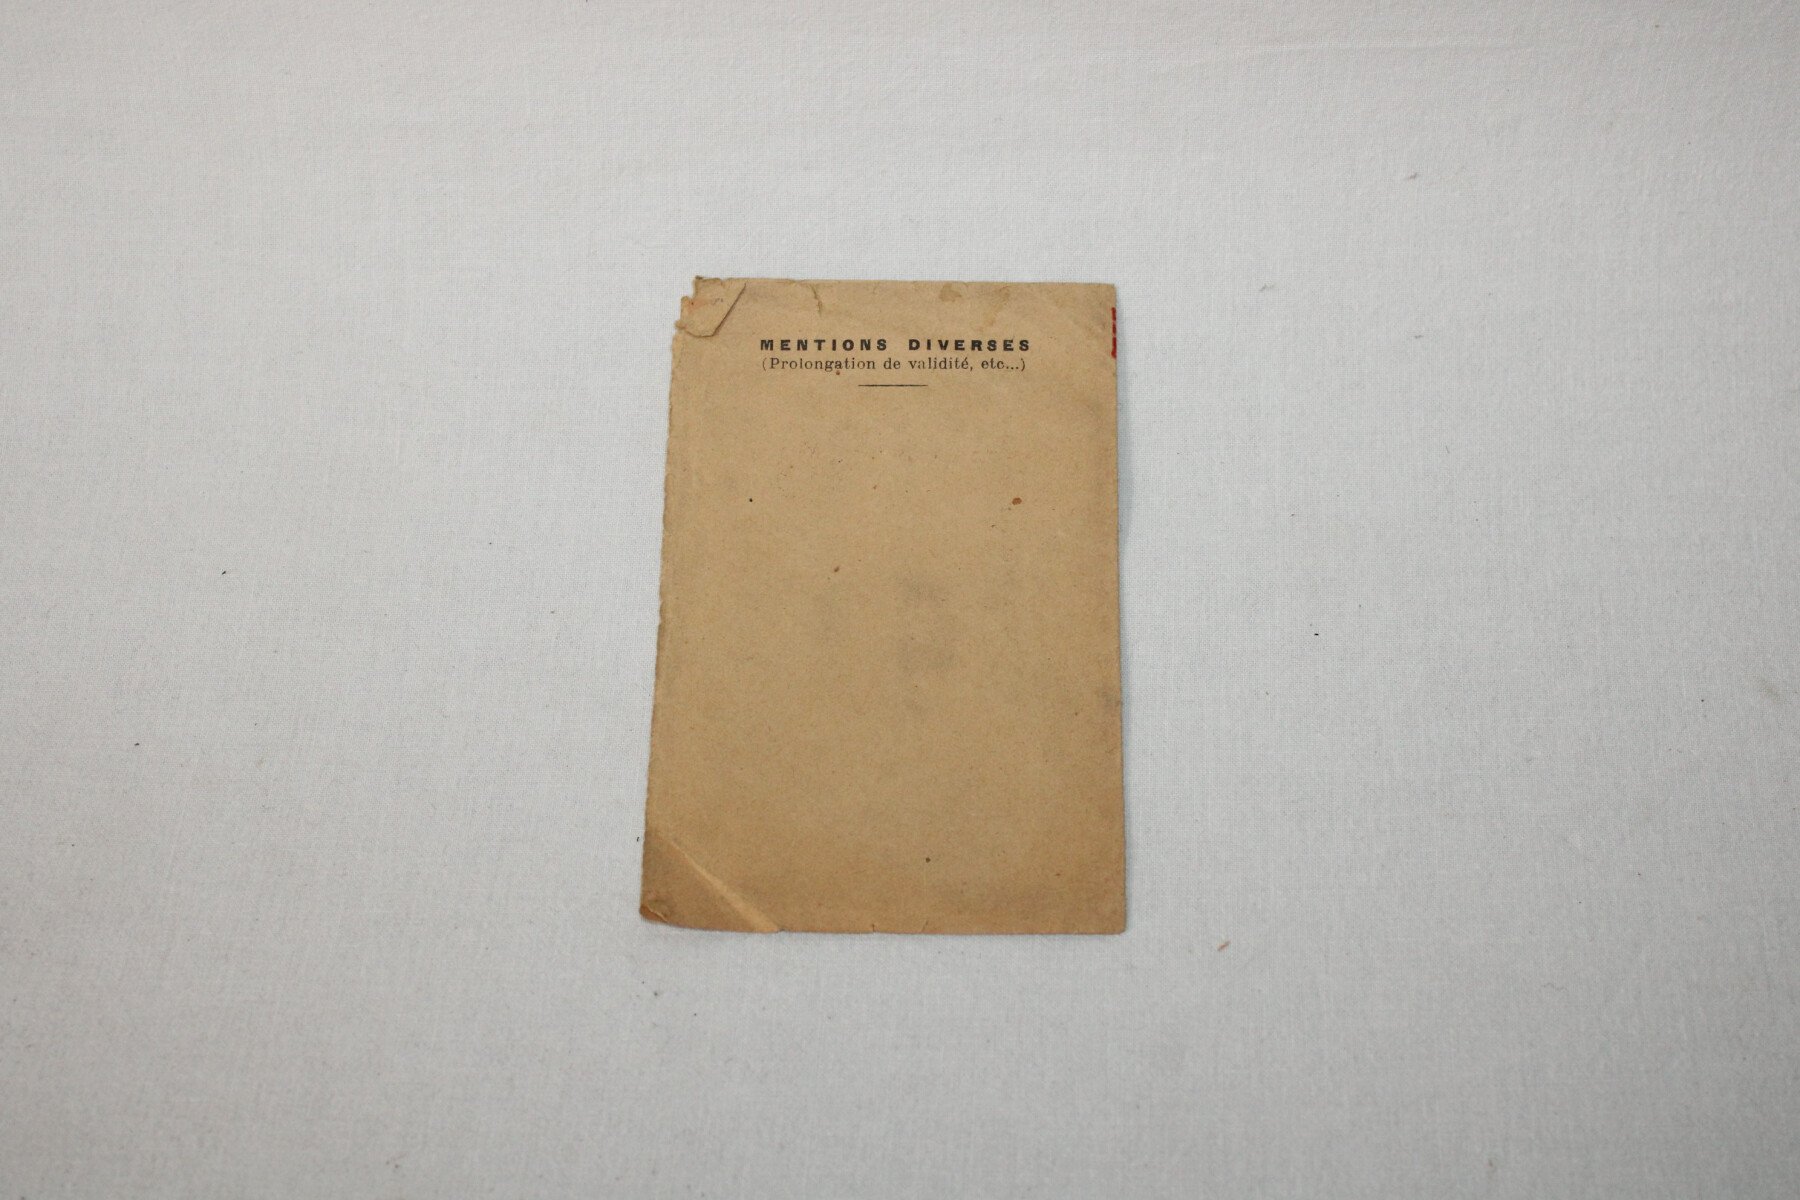 MENTIONS DIVERSES
(Prolongation de validité, etc...)